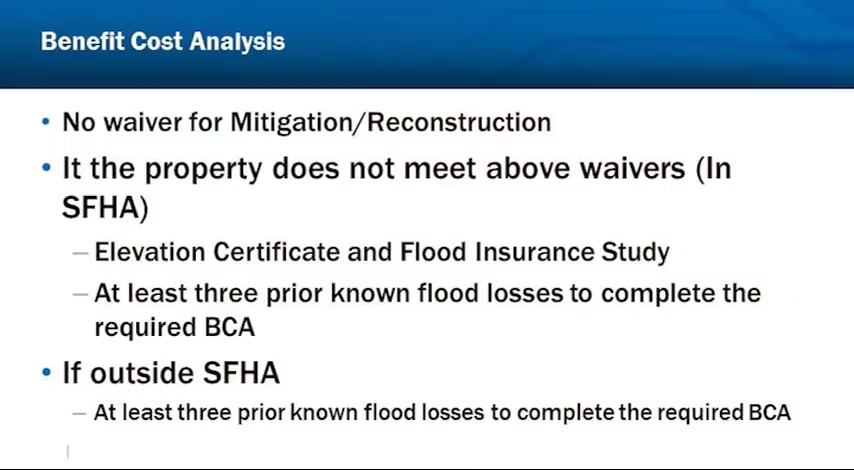 Benefit Cost Analysis
• No waiver for Mitigation/Reconstruction
• It the property does not meet above waivers (In
SFHA)
– Elevation Certificate and Flood Insurance Study
– At least three prior known flood losses to complete the
required BCA
• If outside SFHA
– At least three prior known flood losses to complete the required BCA